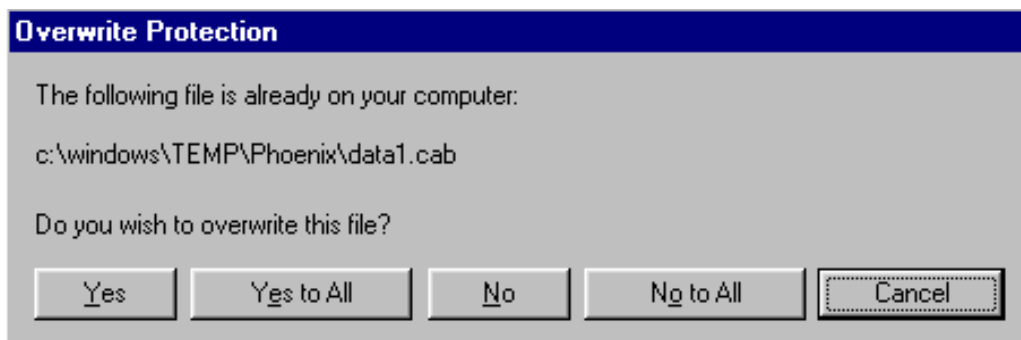 Overwrite Protection
The following file is already on your computer:
c:\windows\TEMP\Phoenix\data1.cab
Do you wish to overwrite this file?
Yes Yes to All No No to All Cancel